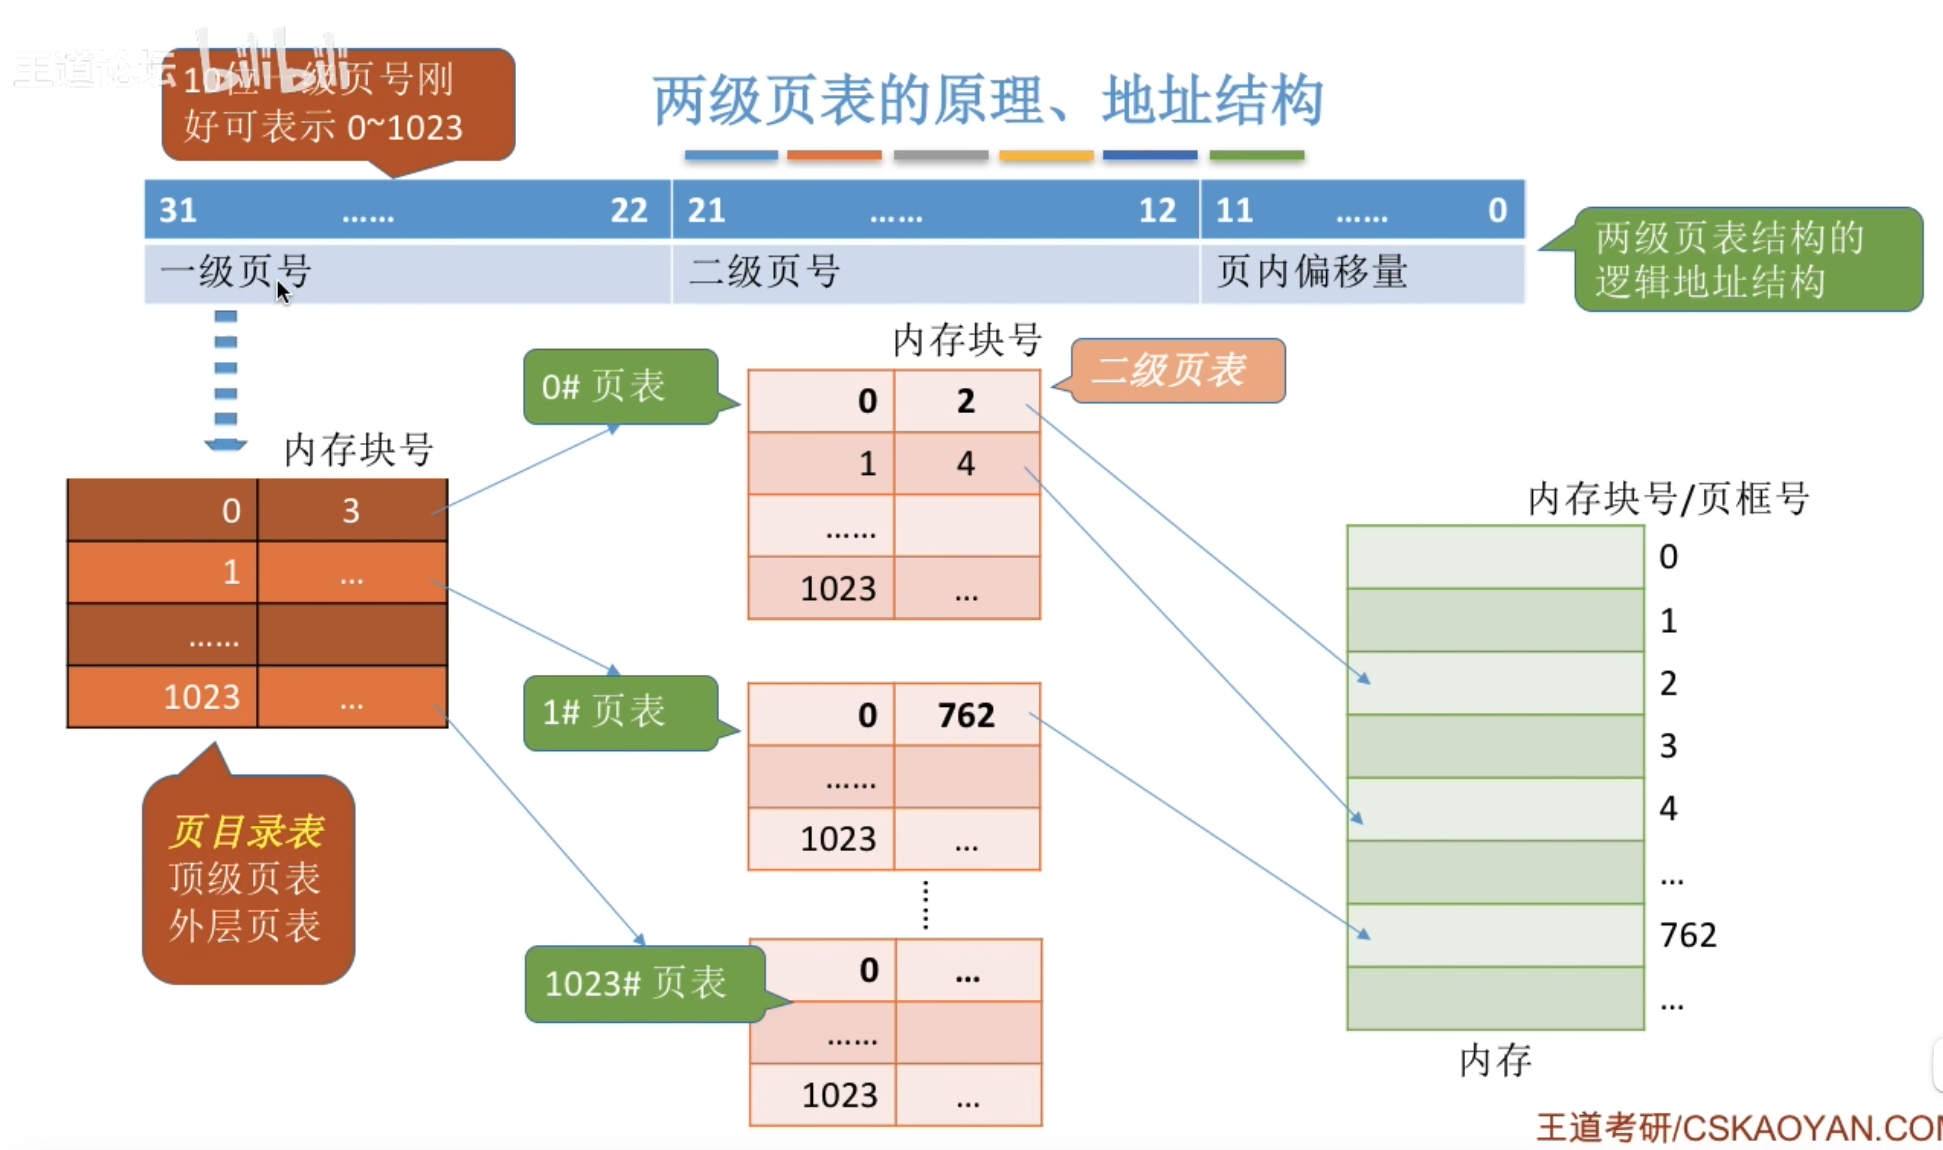 王道论坛 bilibili
10位一级页号刚
好可表示 0~1023
两级页表的原理、地址结构
31 …… 22 21 …… 12 11 …… 0
一级页号 二级页号 页内偏移量
两级页表结构的
逻辑地址结构
内存块号
0 3
1 ...
……
1023 ...
页目录表
顶级页表
外层页表
0# 页表
内存块号
二级页表
0 2
1 4
……
1023 ...
1# 页表
0 762
……
1023 ...
1023# 页表
0 ...
……
1023 ...
内存块号/页框号
0
1
2
3
4
...
762
...
内存
王道考研/CSKAOYAN.COM